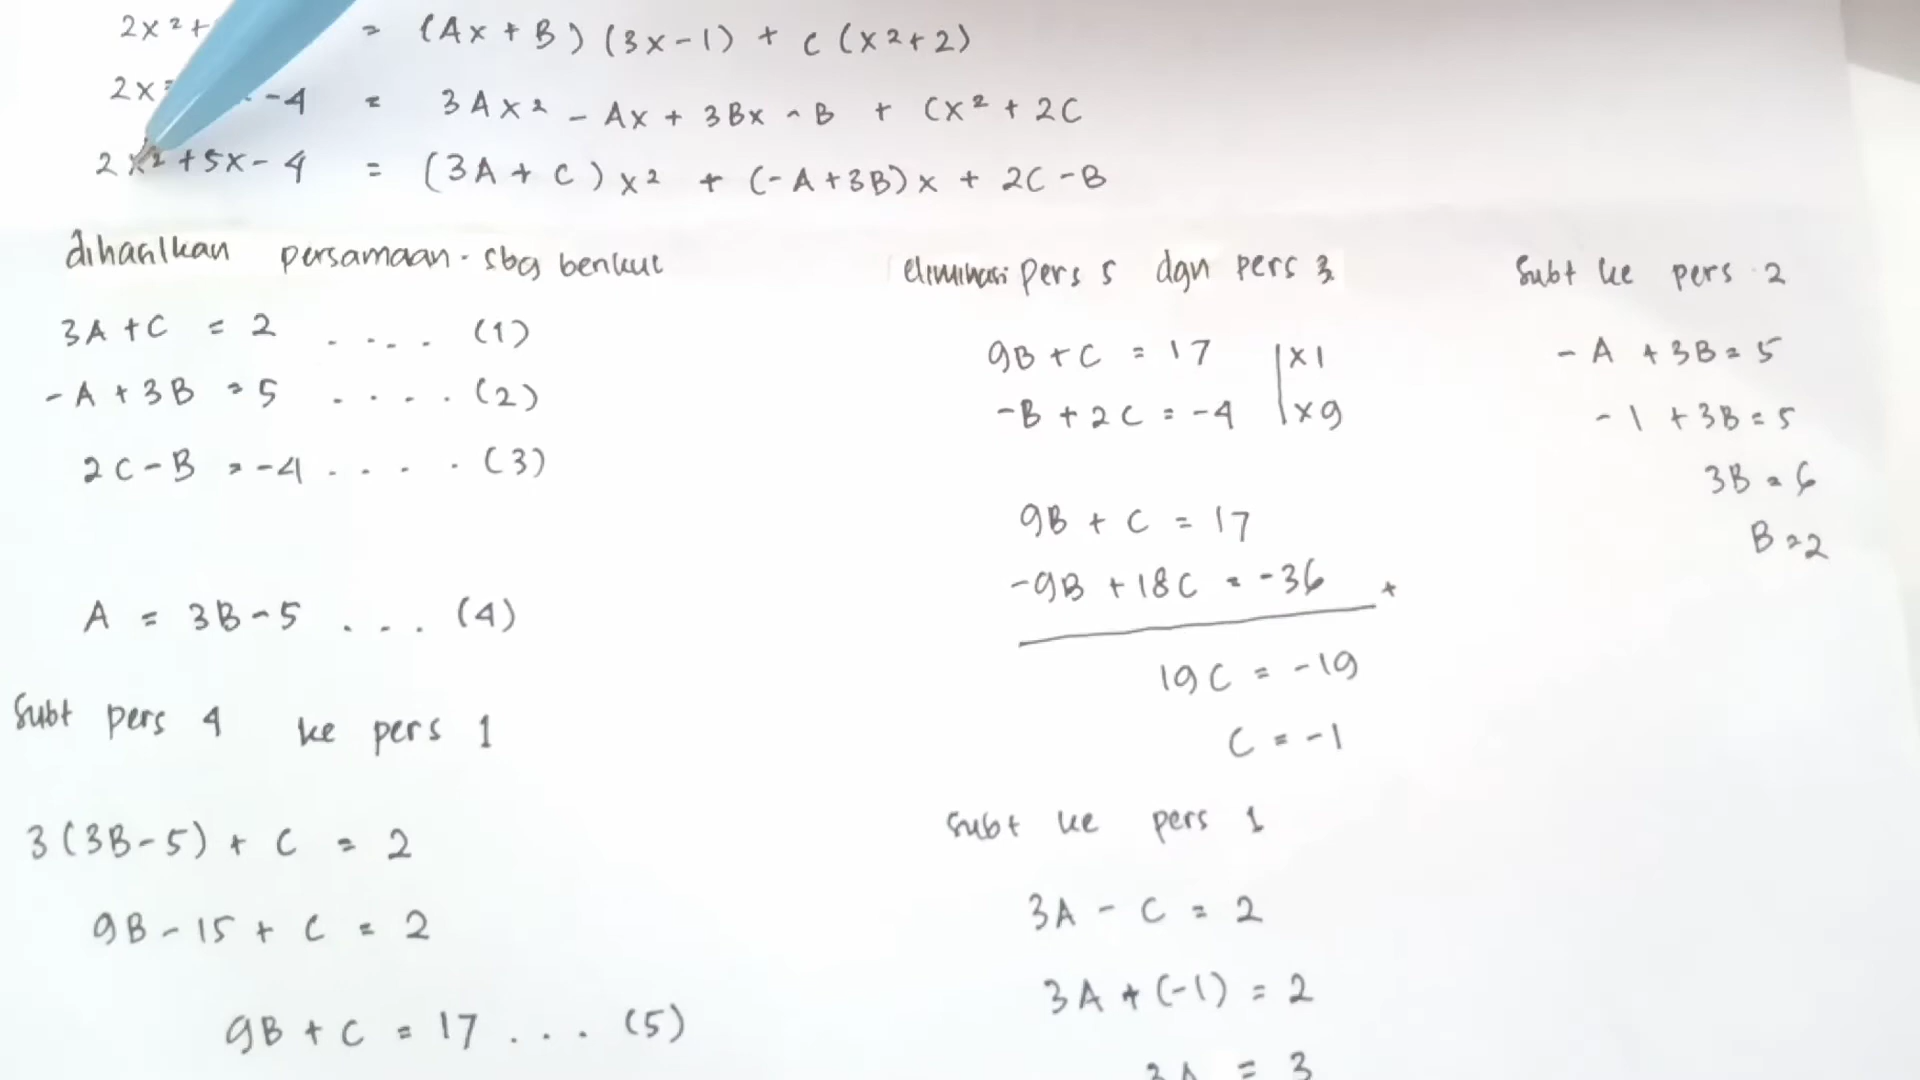 2x²+ = (Ax + B) (3x-1) + C (x²+2)
2x² -4 = 3Ax² - Ax + 3Bx - B + Cx² + 2C
2x² +5x - 4 = (3A + C) x² + (-A+3B)x + 2C-B
dihasilkan persamaan sbg berikut
3A + C = 2 .... (1)
-A + 3B = 5 .... (2)
2C-B = -4 .... (3)
A = 3B-5 ... (4)
Subt pers 4 ke pers 1
3(3B-5) + C = 2
9B - 15 + C = 2
9B + C = 17 ... (5)
eliminasi pers 5 dgn pers 3
9B + C = 17 | x1
-B + 2C = -4 | x9
9B + C = 17
-9B + 18C = -36 +
19C = -19
C = -1
Subt ke pers 1
3A - C = 2
3A + (-1) = 2
3A = 3
Subt ke pers 2
-A + 3B = 5
-1 + 3B = 5
3B = 6
B = 2